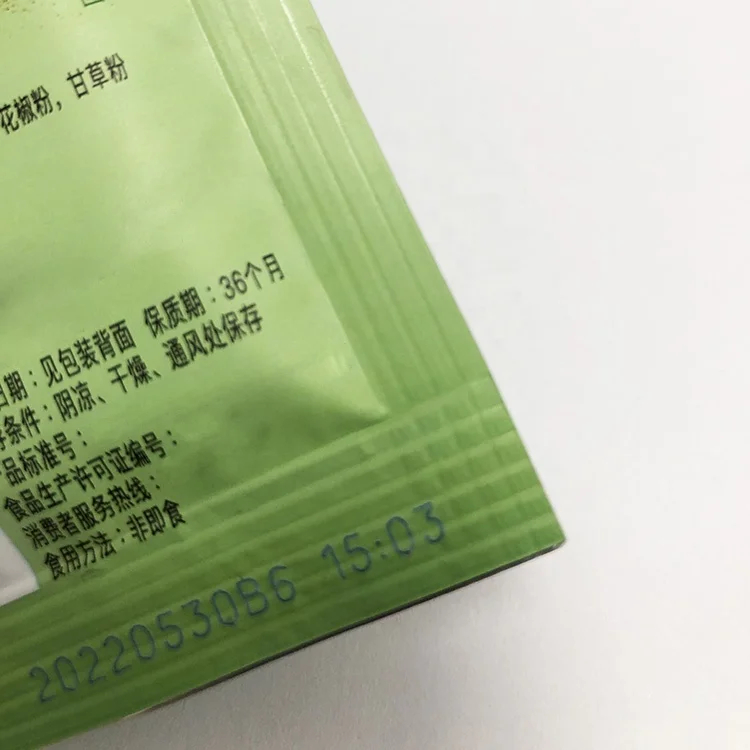 花椒粉，甘草粉
日期：见包装背面 保质期：36个月
条件：阴凉、干燥、通风处保存
品标准号：
食品生产许可证编号：
消费者服务热线：
食用方法：非即食
20220530B6 15:03